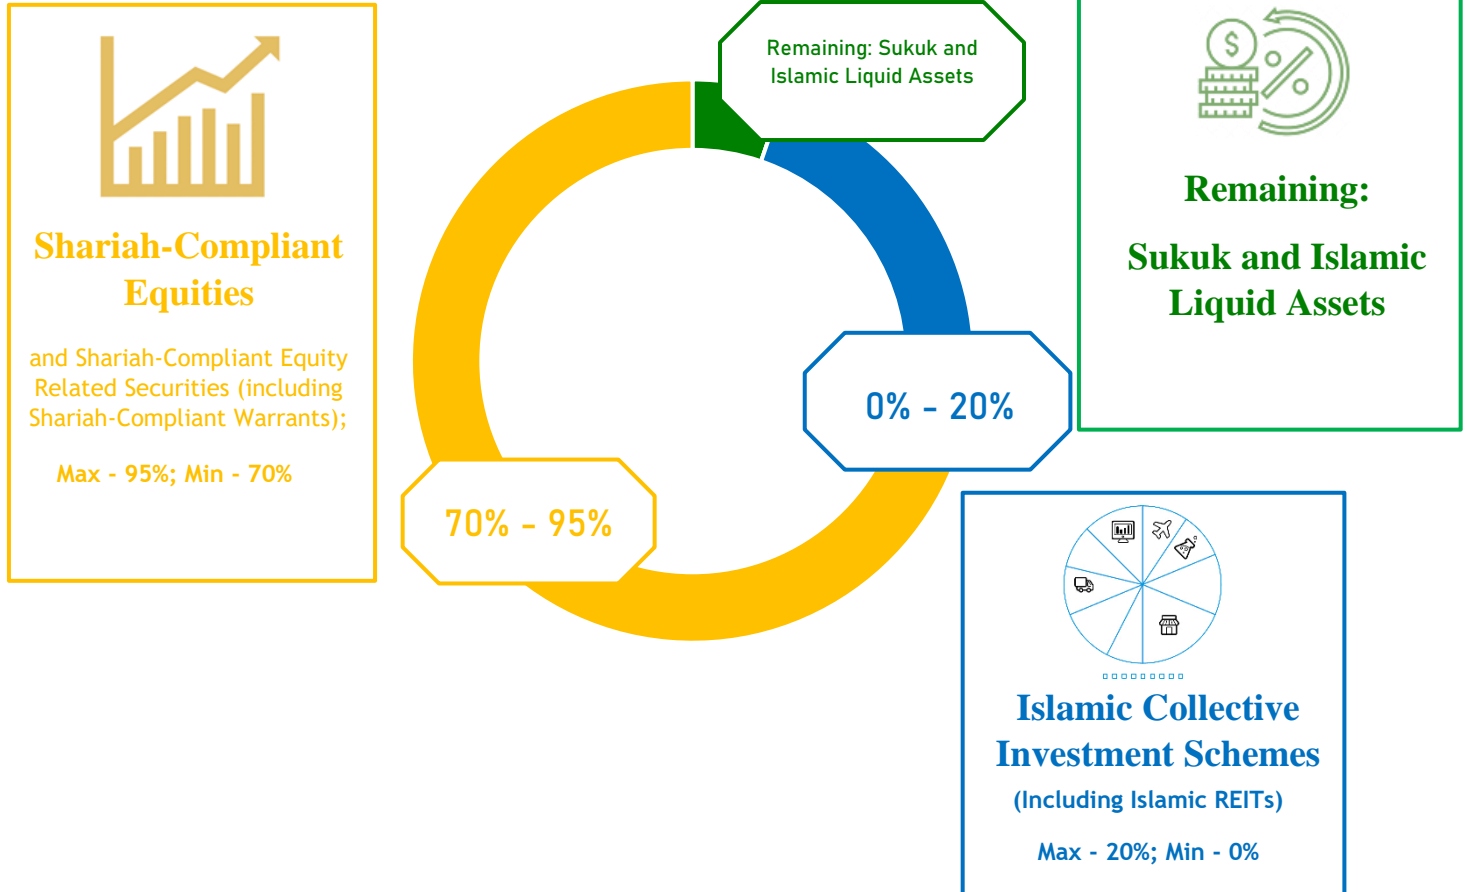 Shariah-Compliant
Equities
and Shariah-Compliant Equity
Related Securities (including
Shariah-Compliant Warrants);
Max - 95%; Min - 70%
Remaining: Sukuk and
Islamic Liquid Assets
0% - 20%
70% - 95%
$
%
Remaining:
Sukuk and Islamic
Liquid Assets
Islamic Collective
Investment Schemes
(Including Islamic REITs)
Max - 20%; Min - 0%